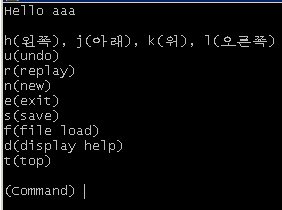 Hello aaa
h(왼쪽), j(아래), k(위), l(오른쪽)
u(undo)
r(replay)
n(new)
e(exit)
s(save)
f(file load)
d(display help)
t(top)
(Command)